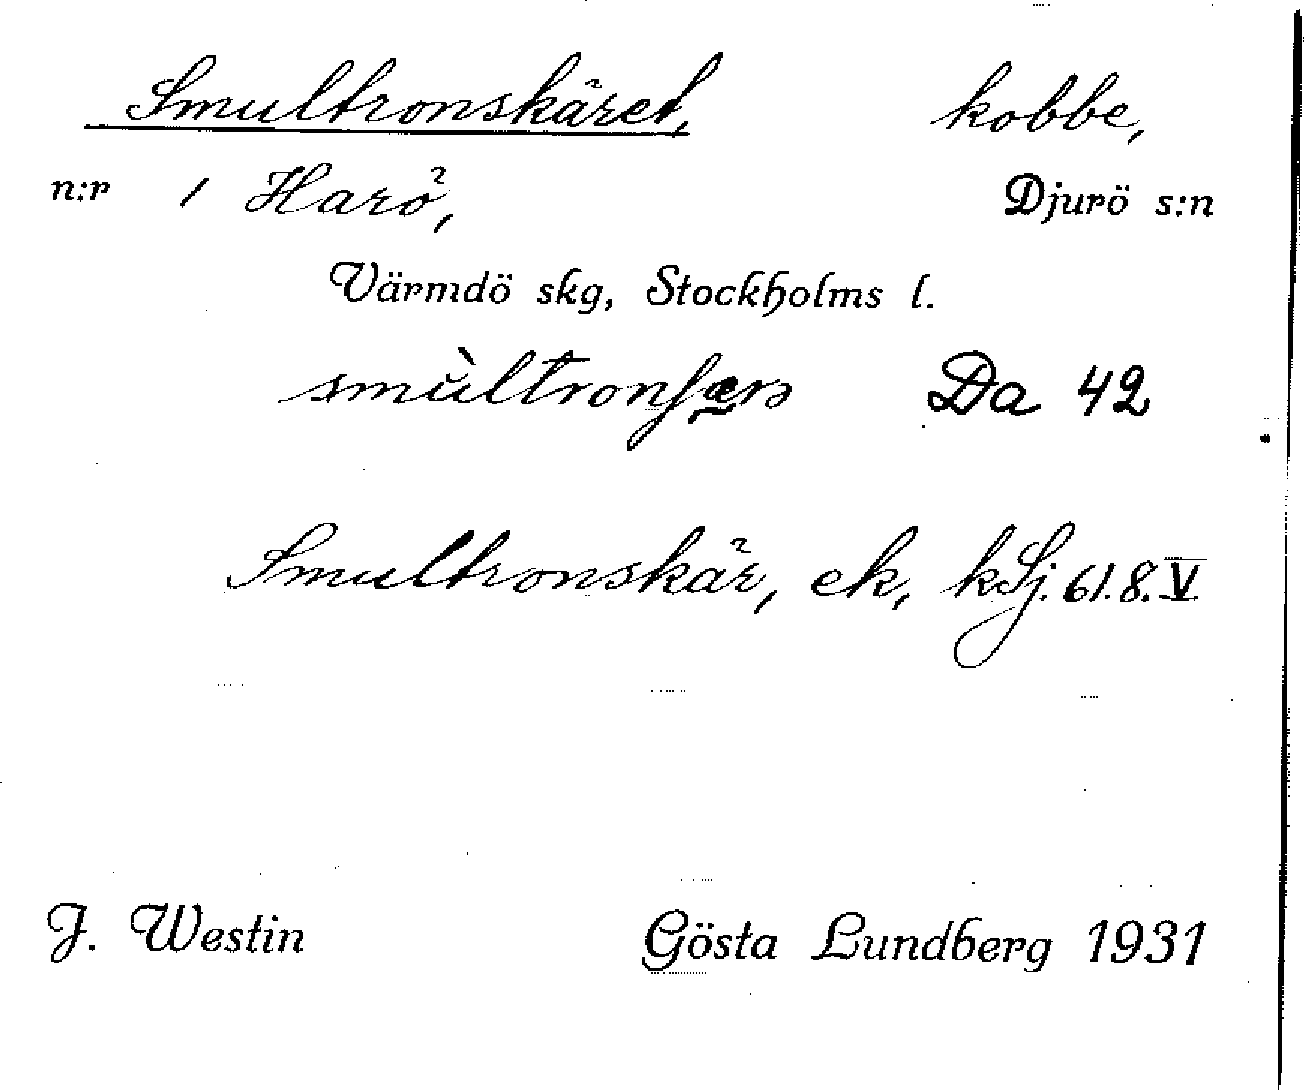 Smultronskäret, kobbe,
n:r 1 Harö, Djurö s:n
Värmdö skg, Stockholms l.
Da 42
Smultronskär, ek, kSj. 61.8.V
J. Westin Gösta Lundberg 1931